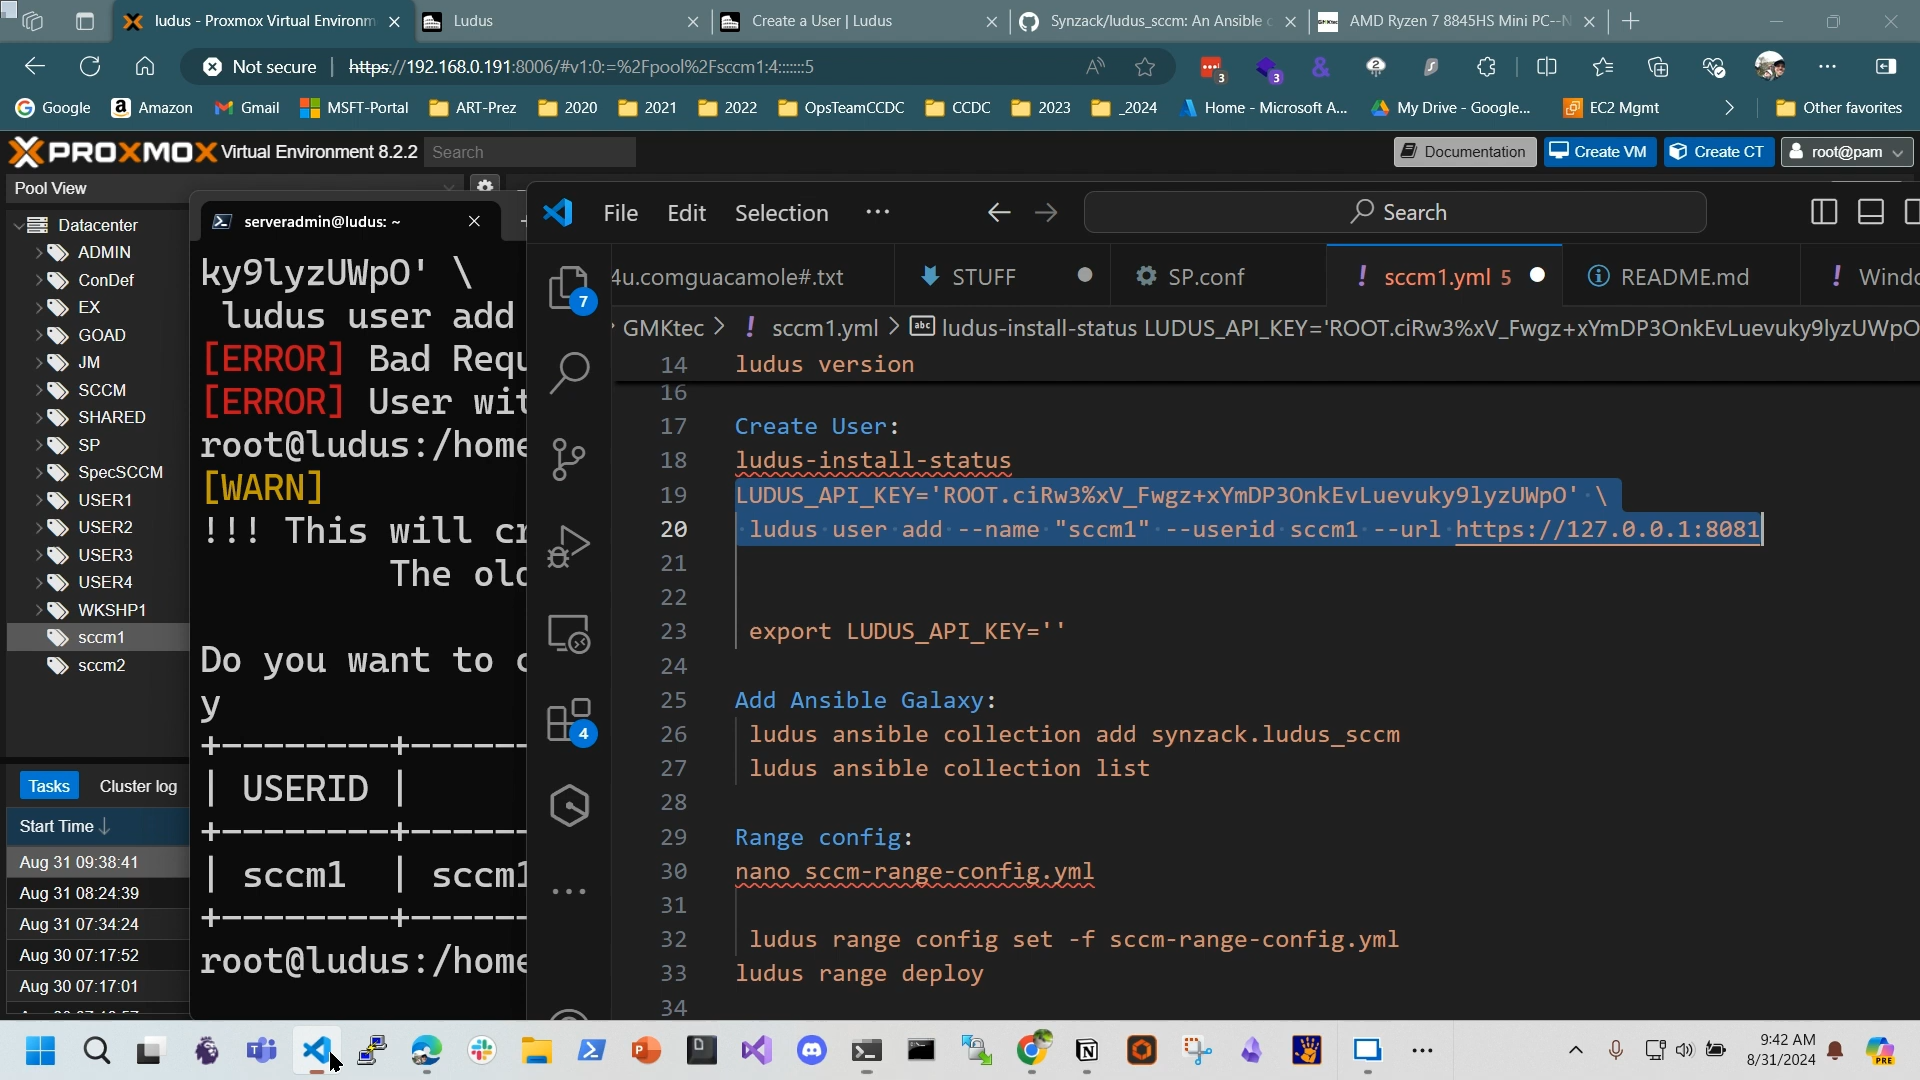 ludus - Proxmox Virtual Environm
Ludus
Create a User | Ludus
Synzack/ludus_sccm: An Ansible c
AMD Ryzen 7 8845HS Mini PC--N
Not secure
https://192.168.0.191:8006/#v1:0:=%2Fpool%2Fsccm1:4:::::::5
Google
Amazon
Gmail
MSFT-Portal
ART-Prez
2020
2021
2022
OpsTeamCCDC
CCDC
2023
_2024
Home - Microsoft A...
My Drive - Google...
EC2 Mgmt
Other favorites
PROXMOX Virtual Environment 8.2.2
Search
Documentation
Create VM
Create CT
root@pam
Pool View
Datacenter
ADMIN
ConDef
EX
GOAD
JM
SCCM
SHARED
SP
SpecSCCM
USER1
USER2
USER3
USER4
WKSHP1
sccm1
sccm2
Tasks
Cluster log
Start Time
Aug 31 09:38:41
Aug 31 08:24:39
Aug 31 07:34:24
Aug 30 07:17:52
Aug 30 07:17:01
serveradmin@ludus: ~
ky9lyzUWpO' \
ludus user add
[ERROR] Bad Requ
[ERROR] User wit
root@ludus:/home
[WARN]
!!! This will cr
The old
Do you want to c
y
+---------+------
| USERID |
+---------+------
| sccm1 | sccm1
+---------+------
root@ludus:/home
File
Edit
Selection
Search
7
4
4u.comguacamole#.txt
STUFF
SP.conf
sccm1.yml 5
README.md
Windo
GMKtec > ! sccm1.yml > ludus-install-status LUDUS_API_KEY='ROOT.ciRw3%xV_Fwgz+xYmDP3OnkEvLuevuky9lyzUWpO
14 ludus version
16
17 Create User:
18 ludus-install-status
19 LUDUS_API_KEY='ROOT.ciRw3%xV_Fwgz+xYmDP3OnkEvLuevuky9lyzUWpO' \
20 ludus user add --name "sccm1" --userid sccm1 --url https://127.0.0.1:8081
21
22
23 export LUDUS_API_KEY=''
24
25 Add Ansible Galaxy:
26 ludus ansible collection add synzack.ludus_sccm
27 ludus ansible collection list
28
29 Range config:
30 nano sccm-range-config.yml
31
32 ludus range config set -f sccm-range-config.yml
33 ludus range deploy
34
9:42 AM
8/31/2024